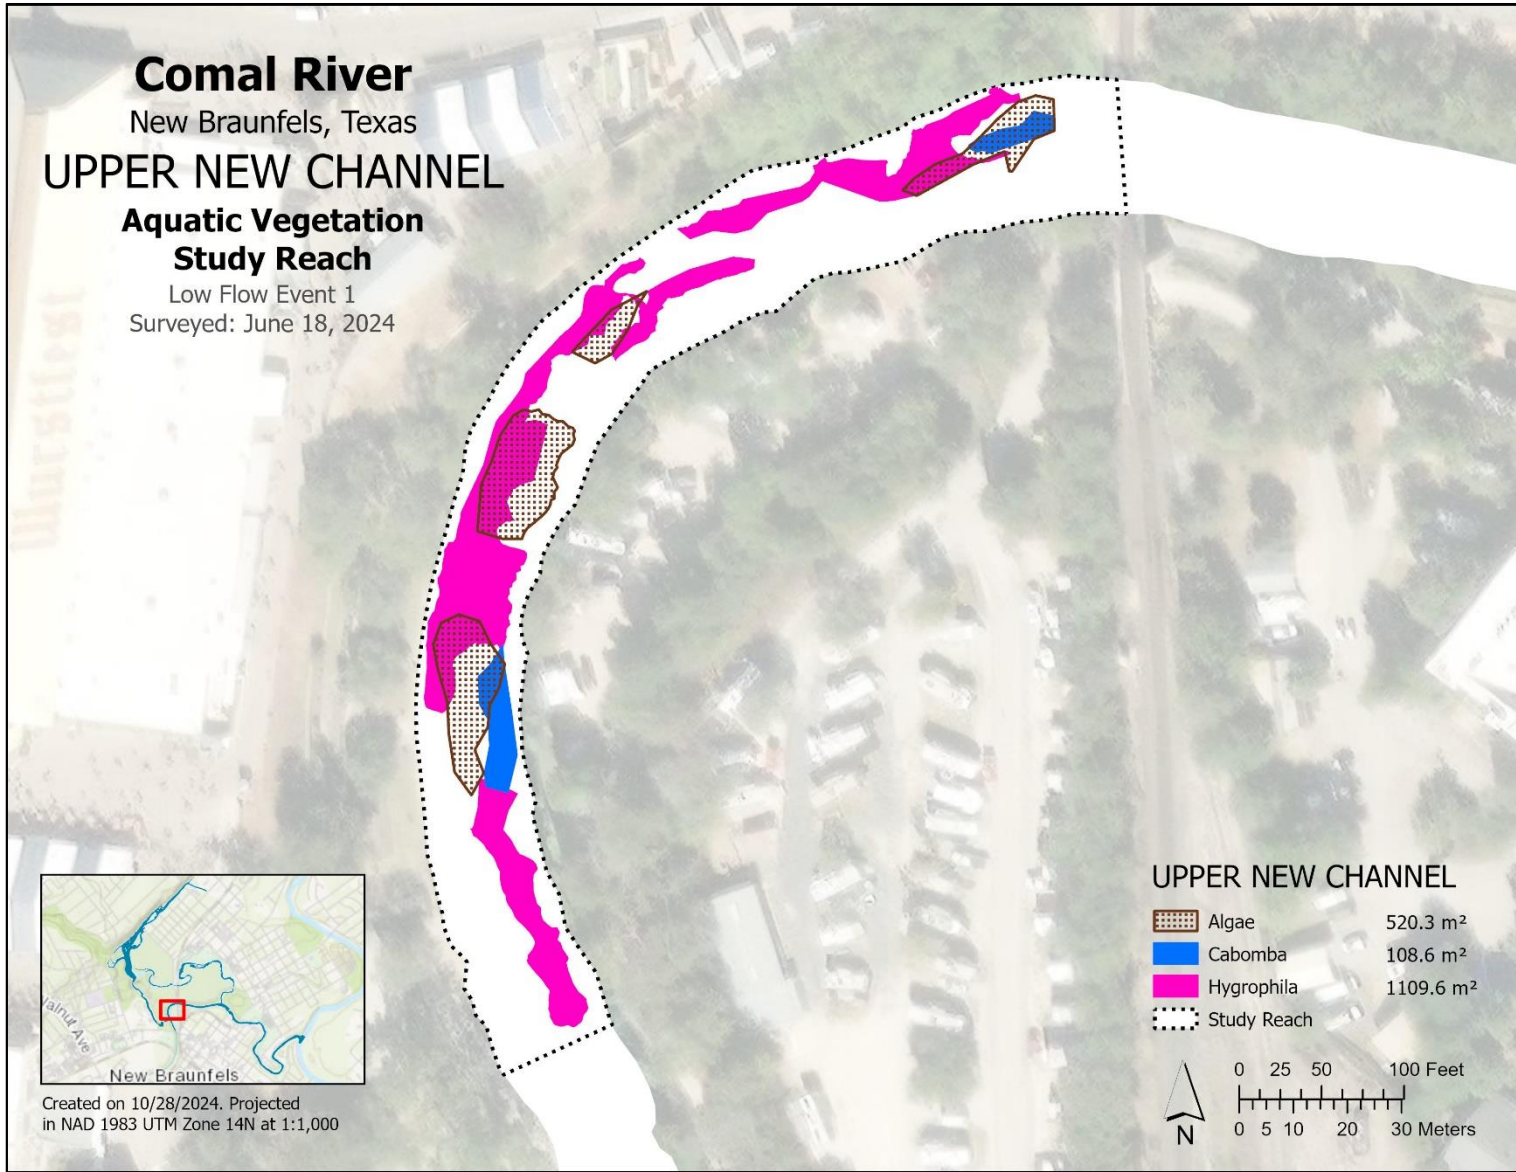 Comal River
New Braunfels, Texas
UPPER NEW CHANNEL
Aquatic Vegetation
Study Reach
Low Flow Event 1
Surveyed: June 18, 2024
Wurstfest
UPPER NEW CHANNEL
Algae 520.3 m²
Cabomba 108.6 m²
Hygrophila 1109.6 m²
Study Reach
0 25 50 100 Feet
0 5 10 20 30 Meters
N
Walnut Ave
New Braunfels
Created on 10/28/2024. Projected
in NAD 1983 UTM Zone 14N at 1:1,000